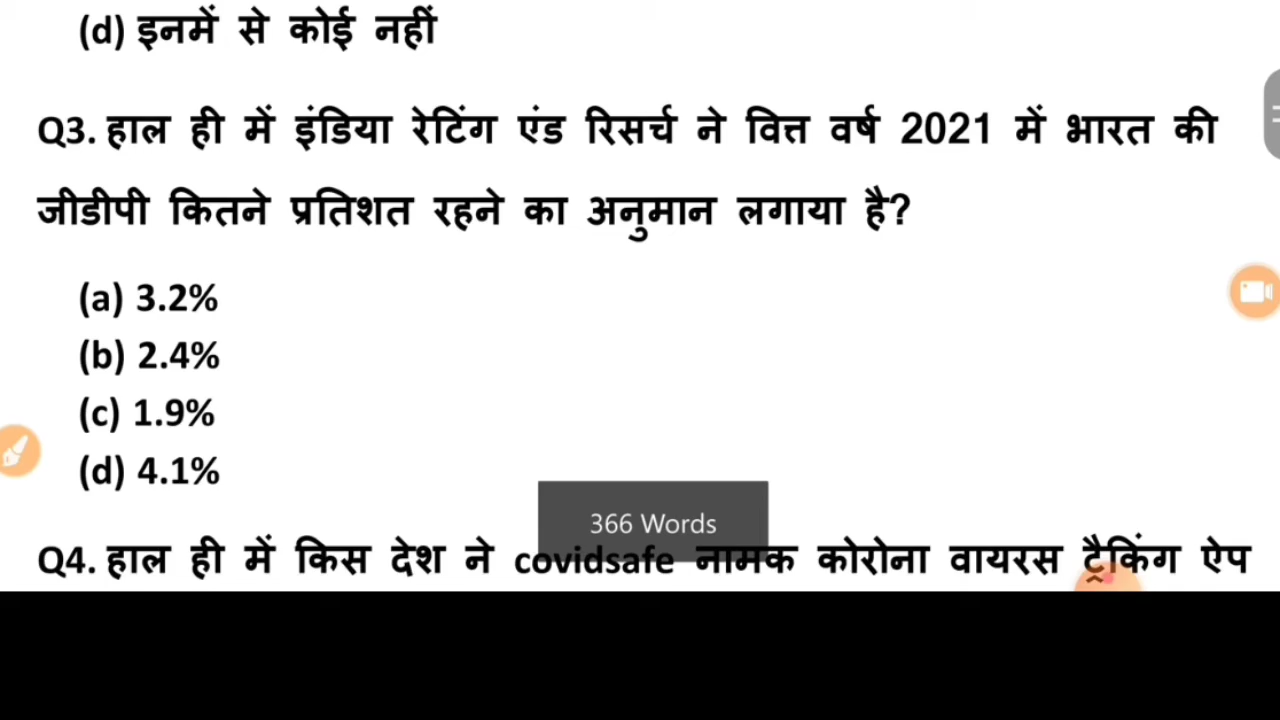 (d) इनमें से कोई नहीं
Q3. हाल ही में इंडिया रेटिंग एंड रिसर्च ने वित्त वर्ष 2021 में भारत की
जीडीपी कितने प्रतिशत रहने का अनुमान लगाया है?
(a) 3.2%
(b) 2.4%
(c) 1.9%
(d) 4.1%
366 Words
Q4. हाल ही में किस देश ने covidsafe नामक कोरोना वायरस ट्रैकिंग ऐप